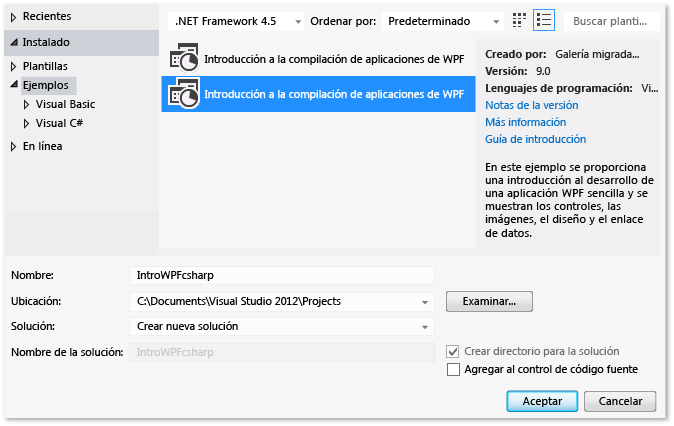 Recientes
.NET Framework 4.5
Ordenar por:
Predeterminado
Buscar planti...
Instalado
Plantillas
Ejemplos
Visual Basic
Visual C#
En línea
Introducción a la compilación de aplicaciones de WPF
Introducción a la compilación de aplicaciones de WPF
Creado por: Galería migrada...
Versión: 9.0
Lenguajes de programación: Vi...
Notas de la versión
Más información
Guía de introducción
En este ejemplo se proporciona
una introducción al desarrollo de
una aplicación WPF sencilla y se
muestran los controles, las
imágenes, el diseño y el enlace
de datos.
Nombre:
IntroWPFcsharp
Ubicación:
C:\Documents\Visual Studio 2012\Projects
Examinar...
Solución:
Crear nueva solución
Nombre de la solución:
IntroWPFcsharp
Crear directorio para la solución
Agregar al control de código fuente
Aceptar
Cancelar